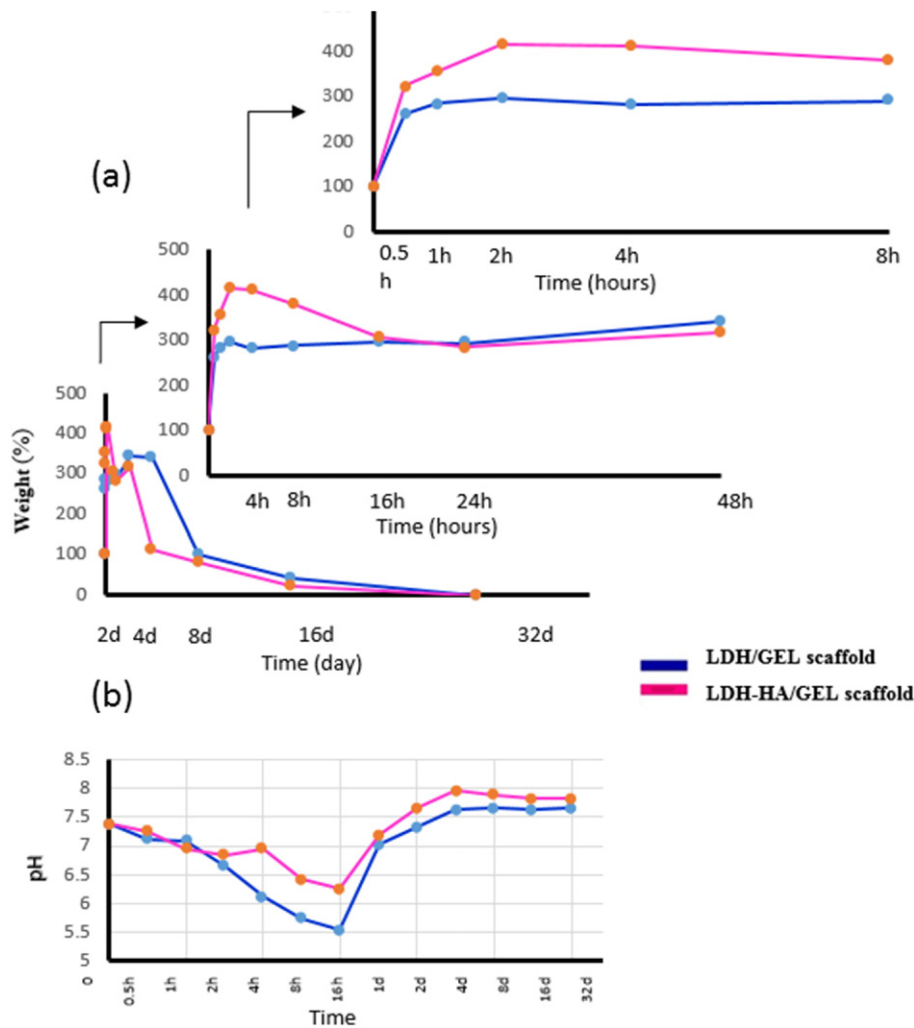 (a)
400
300
200
100
0
0.5
h
1h
2h
4h
8h
Time (hours)
500
400
300
200
100
0
4h
8h
16h
24h
48h
Time (hours)
Weight (%)
500
400
300
200
100
0
2d
4d
8d
16d
32d
Time (day)
LDH/GEL scaffold
LDH-HA/GEL scaffold
(b)
pH
8.5
8
7.5
7
6.5
6
5.5
5
0
0.5h
1h
2h
4h
8h
16h
1d
2d
4d
8d
16d
32d
Time